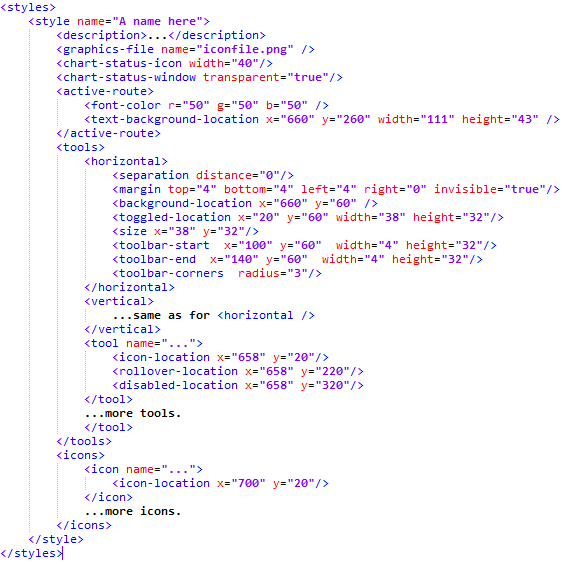 <styles>
    <style name="A name here">
        <description>...</description>
        <graphics-file name="iconfile.png" />
        <chart-status-icon width="40"/>
        <chart-status-window transparent="true"/>
        <active-route>
            <font-color r="50" g="50" b="50" />
            <text-background-location x="660" y="260" width="111" height="43" />
        </active-route>
        <tools>
            <horizontal>
                <separation distance="0"/>
                <margin top="4" bottom="4" left="4" right="0" invisible="true"/>
                <background-location x="660" y="60" />
                <toggled-location x="20" y="60" width="38" height="32"/>
                <size x="38" y="32"/>
                <toolbar-start  x="100" y="60"  width="4" height="32"/>
                <toolbar-end  x="140" y="60"  width="4" height="32"/>
                <toolbar-corners  radius="3"/>
            </horizontal>
            <vertical>
                ...same as for <horizontal />
            </vertical>
            <tool name="...">
                <icon-location x="658" y="20"/>
                <rollover-location x="658" y="220"/>
                <disabled-location x="658" y="320"/>
            </tool>
            ...more tools.
            </tool>
        </tools>
        <icons>
            <icon name="...">
                <icon-location x="700" y="20"/>
            </icon>
            ...more icons.
        </icons>
    </style>
</styles>